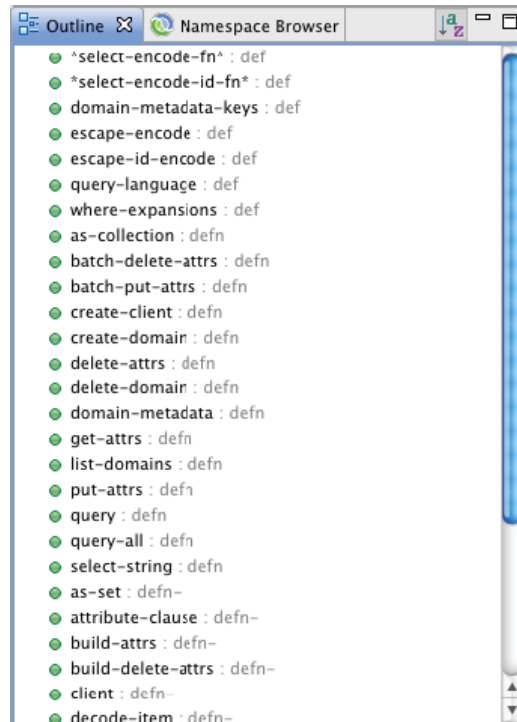 Outline Namespace Browser
*select-encode-fn* : def
*select-encode-id-fn* : def
domain-metadata-keys : def
escape-encode : def
escape-id-encode : def
query-language : def
where-expansions : def
as-collection : defn
batch-delete-attrs : defn
batch-put-attrs : defn
create-client : defn
create-domain : defn
delete-attrs : defn
delete-domain : defn
domain-metadata : defn
get-attrs : defn
list-domains : defn
put-attrs : defn
query : defn
query-all : defn
select-string : defn
as-set : defn-
attribute-clause : defn-
build-attrs : defn-
build-delete-attrs : defn-
client : defn-
decode-item : defn-